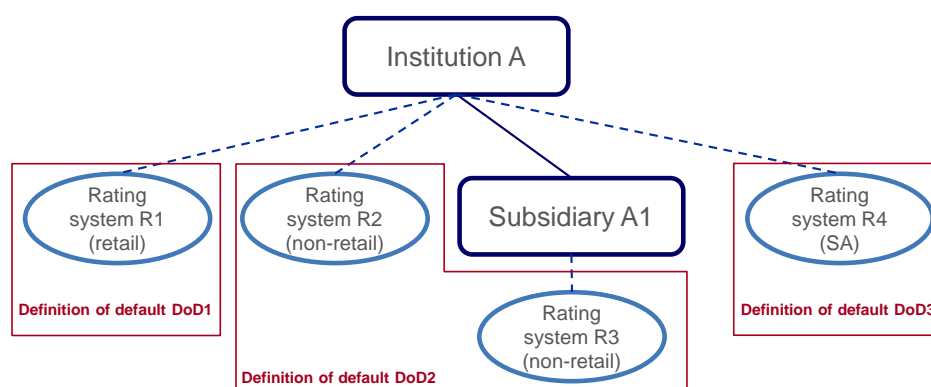 Institution A
Rating
system R1
(retail)
Rating
system R2
(non-retail)
Subsidiary A1
Rating
system R4
(SA)
Definition of default DoD1
Rating
system R3
(non-retail)
Definition of default DoD3
Definition of default DoD2